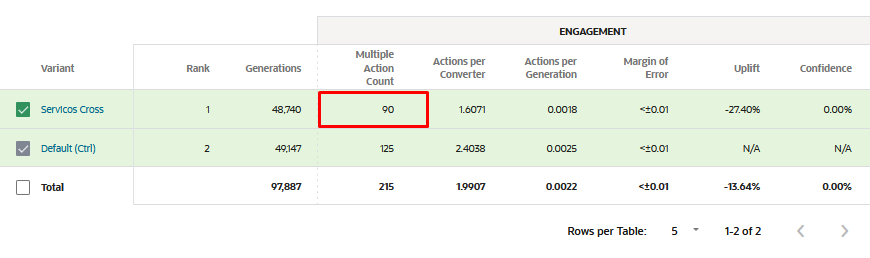 ENGAGEMENT
Variant Rank Generations Multiple Action Count Actions per Converter Actions per Generation Margin of Error Uplift Confidence
Servicos Cross 1 48,740 90 1.6071 0.0018 <±0.01 -27.40% 0.00%
Default (Ctrl) 2 49,147 125 2.4038 0.0025 <±0.01 N/A N/A
Total 97,887 215 1.9907 0.0022 <±0.01 -13.64% 0.00%
Rows per Table: 5 1-2 of 2